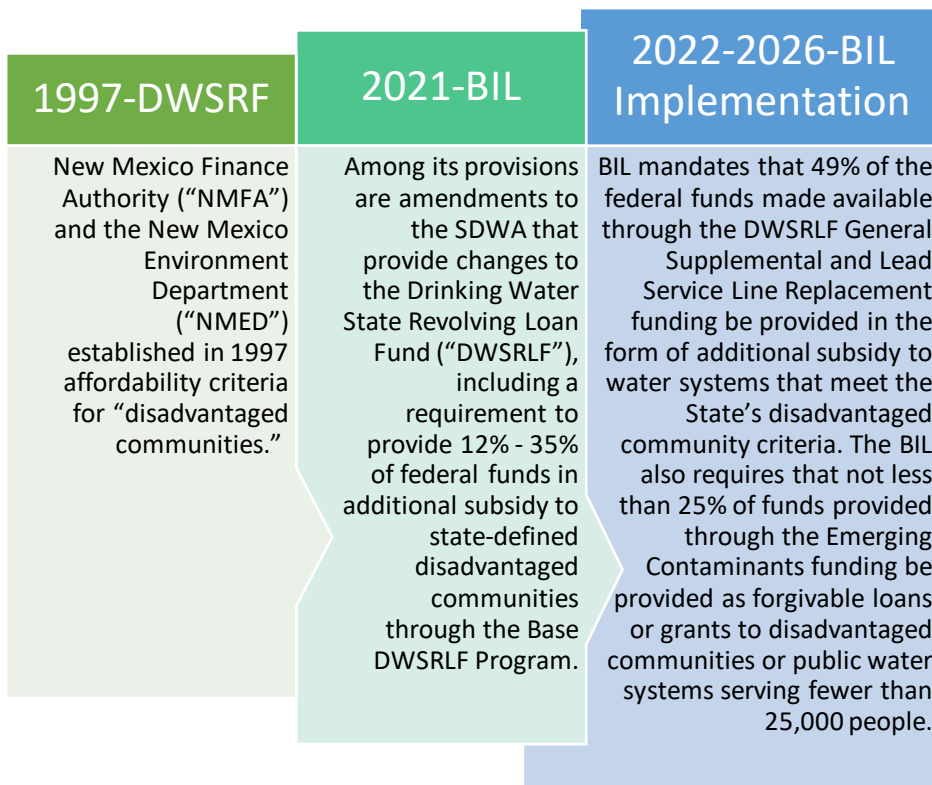 1997-DWSRF
New Mexico Finance
Authority (“NMFA”)
and the New Mexico
Environment
Department
(“NMED”)
established in 1997
affordability criteria
for “disadvantaged
communities.”
2021-BIL
Among its provisions
are amendments to
the SDWA that
provide changes to
the Drinking Water
State Revolving Loan
Fund (“DWSRLF”),
including a
requirement to
provide 12% - 35%
of federal funds in
additional subsidy to
state-defined
disadvantaged
communities
through the Base
DWSRLF Program.
2022-2026-BIL
Implementation
BIL mandates that 49% of the
federal funds made available
through the DWSRLF General
Supplemental and Lead
Service Line Replacement
funding be provided in the
form of additional subsidy to
water systems that meet the
State’s disadvantaged
community criteria. The BIL
also requires that not less
than 25% of funds provided
through the Emerging
Contaminants funding be
provided as forgivable loans
or grants to disadvantaged
communities or public water
systems serving fewer than
25,000 people.